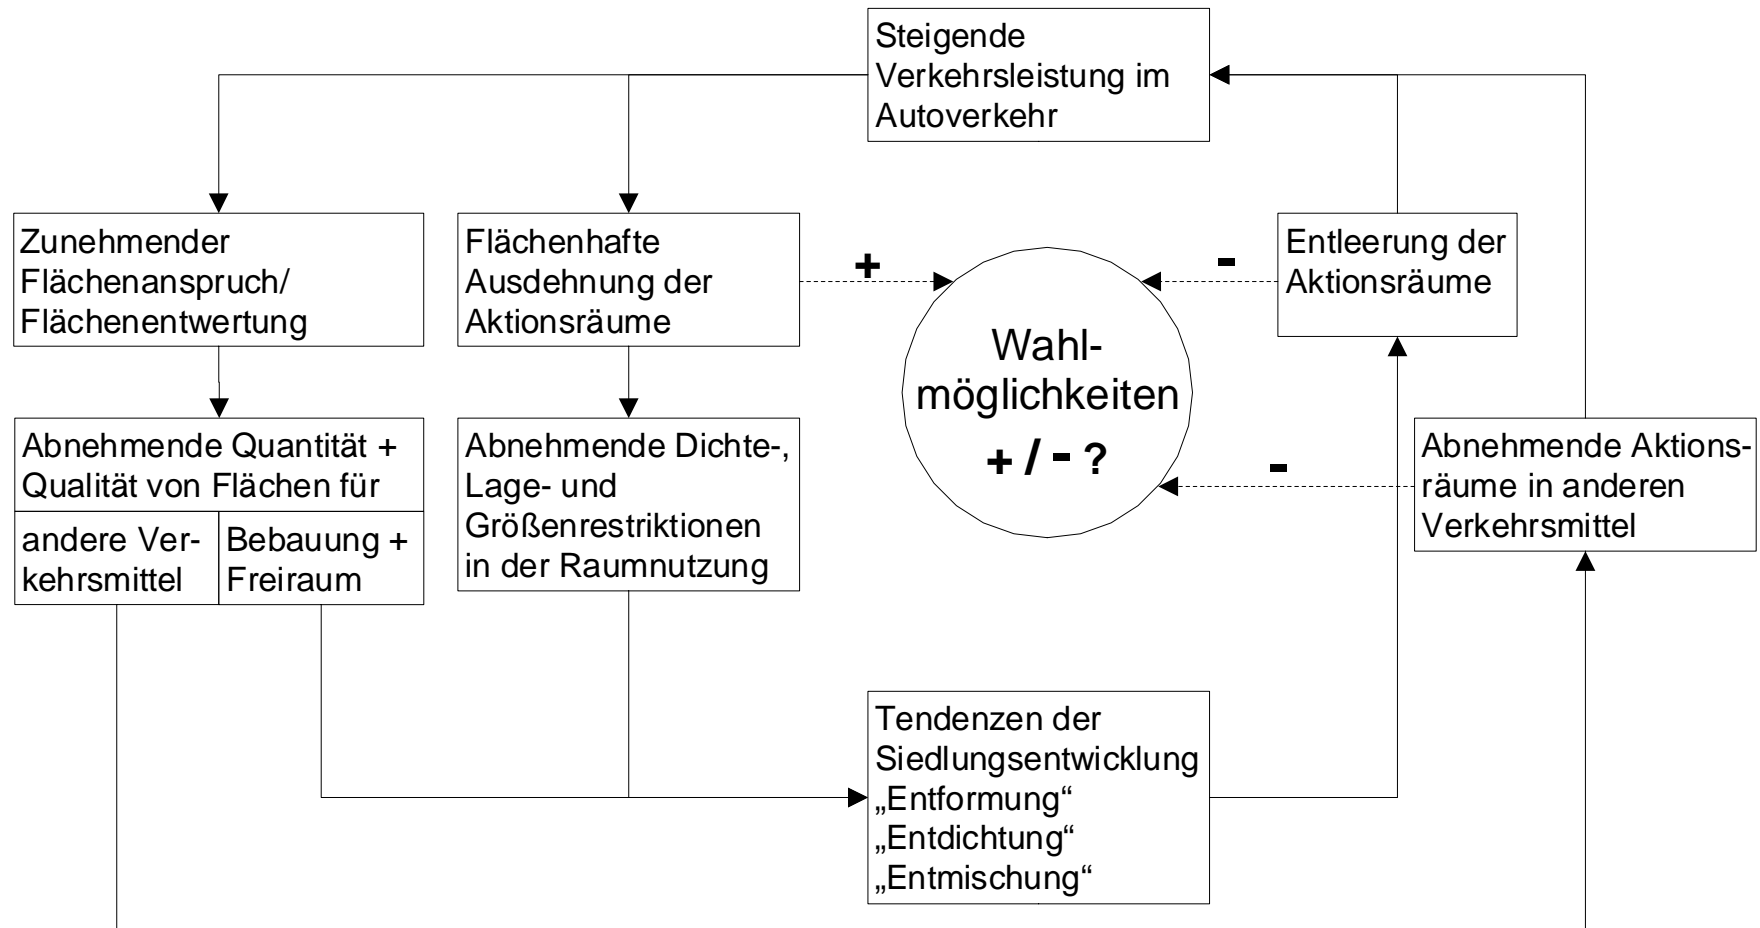 Steigende
Verkehrsleistung im
Autoverkehr
Zunehmender
Flächenanspruch/
Flächenentwertung
Flächenhafte
Ausdehnung der
Aktionsräume
+
-
Entleerung der
Aktionsräume
Wahl-
möglichkeiten
+ / - ?
Abnehmende Quantität +
Qualität von Flächen für
andere Ver-
kehrsmittel
Bebauung +
Freiraum
Abnehmende Dichte-,
Lage- und
Größenrestriktionen
in der Raumnutzung
-
Abnehmende Aktions-
räume in anderen
Verkehrsmittel
Tendenzen der
Siedlungsentwicklung
„Entformung“
„Entdichtung“
„Entmischung“